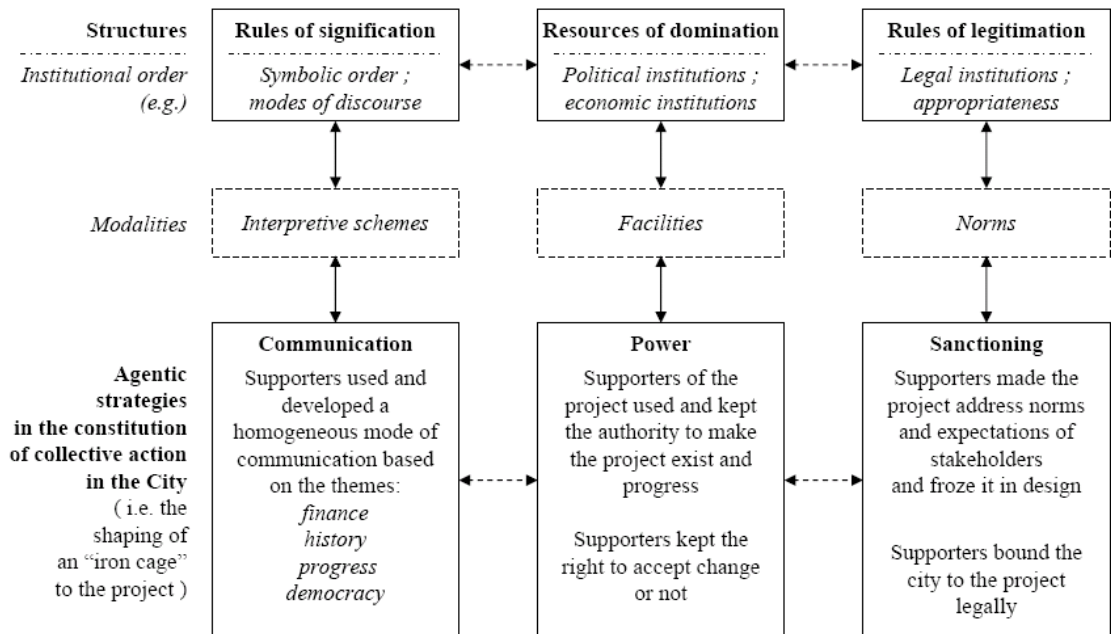 Structures
Institutional order
(e.g.)
Rules of signification
Symbolic order ;
modes of discourse
Resources of domination
Political institutions ;
economic institutions
Rules of legitimation
Legal institutions ;
appropriateness
Modalities
Interpretive schemes
Facilities
Norms
Agentic
strategies
in the constitution
of collective action
in the City
( i.e. the
shaping of
an “iron cage”
to the project )
Communication
Supporters used and
developed a
homogeneous mode of
communication based
on the themes:
finance
history
progress
democracy
Power
Supporters of the
project used and kept
the authority to make
the project exist and
progress
Supporters kept the
right to accept change
or not
Sanctioning
Supporters made the
project address norms
and expectations of
stakeholders
and froze it in design
Supporters bound the
city to the project
legally